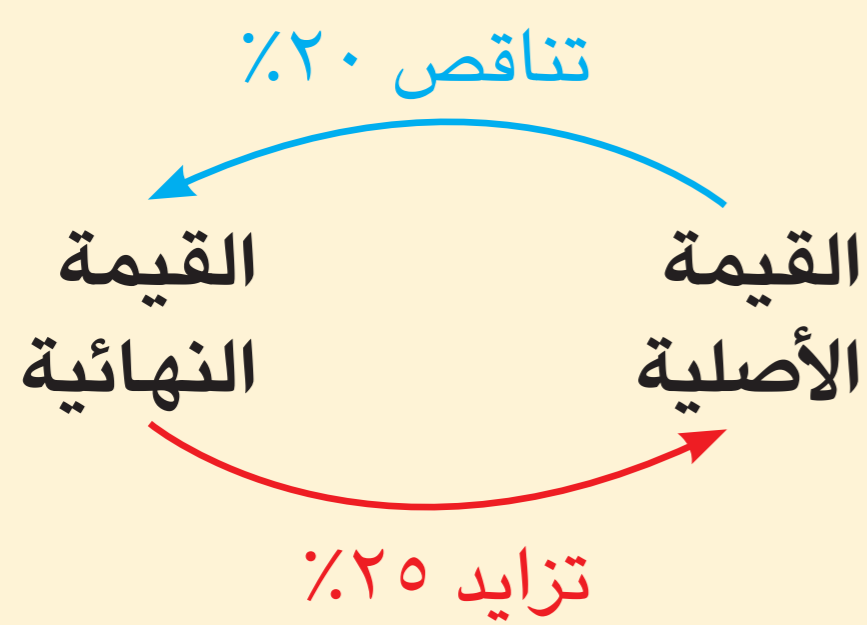 تناقص ٢٠٪
القيمة
الأصلية
القيمة
النهائية
تزايد ٢٥٪